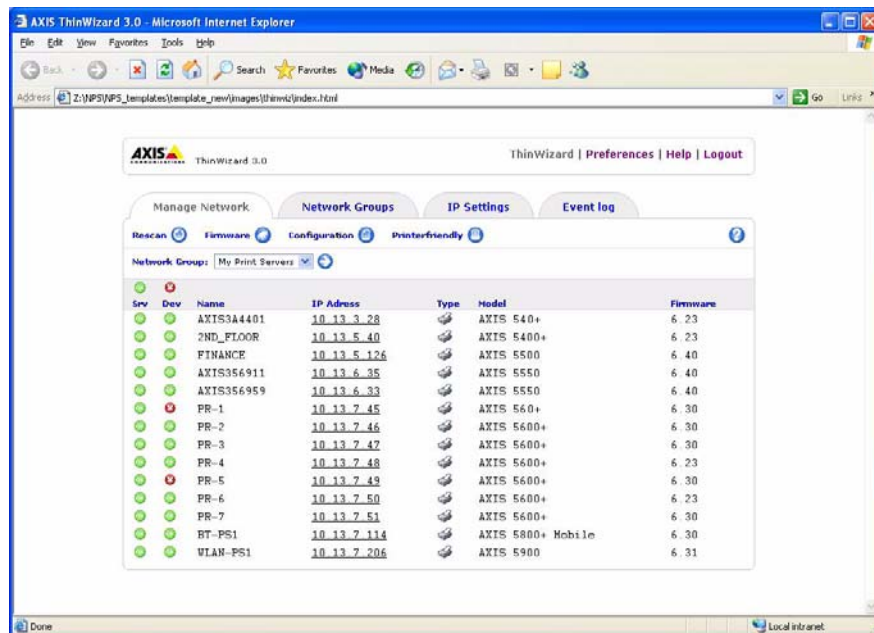 AXIS ThinWizard 3.0 - Microsoft Internet Explorer
File Edit View Favorites Tools Help
Back Search Favorites Media
Address Z:\NPS\NPS_templates\template_new\images\thinwiz\index.html Go Links
AXIS COMMUNICATIONS ThinWizard 3.0 ThinWizard | Preferences | Help | Logout
Manage Network Network Groups IP Settings Event log
Rescan Firmware Configuration Printerfriendly ?
Network Group: My Print Servers
Srv Dev Name IP Adress Type Model Firmware
AXIS3A4401 10.13.3.28 AXIS 540+ 6.23
2ND_FLOOR 10.13.5.40 AXIS 5400+ 6.23
FINANCE 10.13.5.126 AXIS 5500 6.40
AXIS356911 10.13.6.35 AXIS 5550 6.40
AXIS356959 10.13.6.33 AXIS 5550 6.40
PR-1 10.13.7.45 AXIS 560+ 6.30
PR-2 10.13.7.46 AXIS 5600+ 6.30
PR-3 10.13.7.47 AXIS 5600+ 6.30
PR-4 10.13.7.48 AXIS 5600+ 6.23
PR-5 10.13.7.49 AXIS 5600+ 6.30
PR-6 10.13.7.50 AXIS 5600+ 6.23
PR-7 10.13.7.51 AXIS 5600+ 6.30
BT-PS1 10.13.7.114 AXIS 5800+ Mobile 6.30
WLAN-PS1 10.13.7.206 AXIS 5900 6.31
Done Local intranet